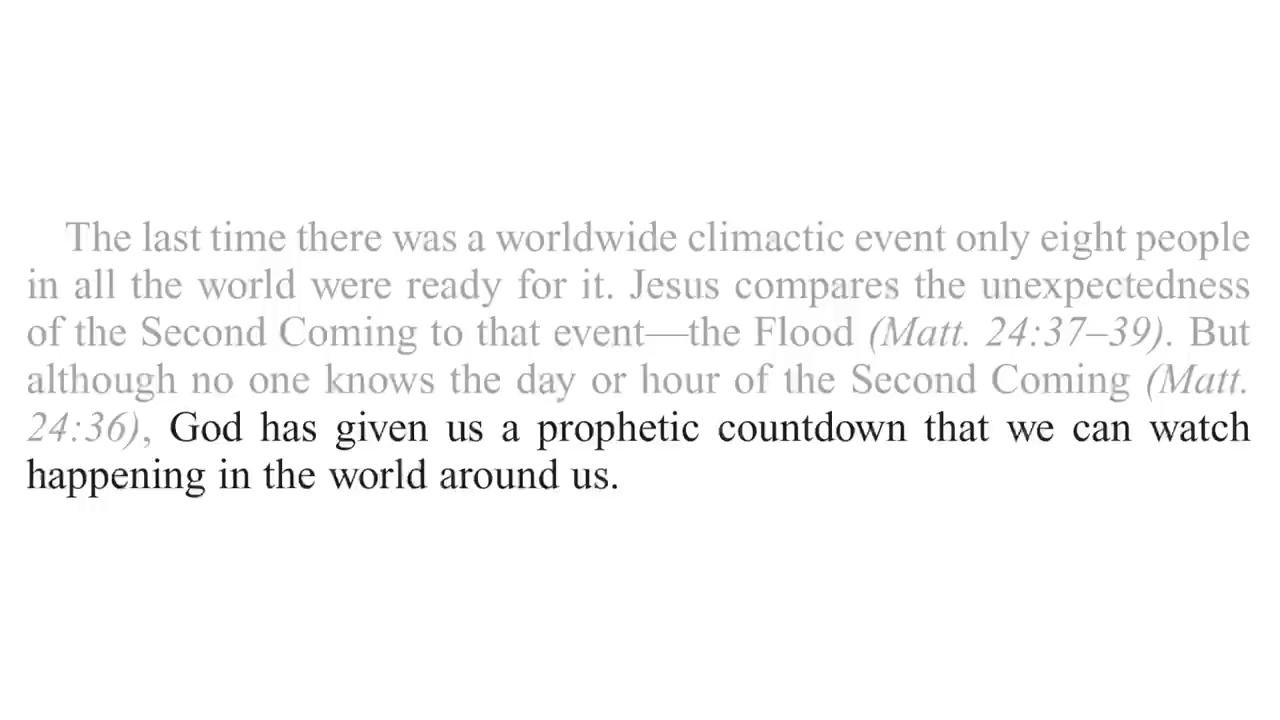 The last time there was a worldwide climactic event only eight people
in all the world were ready for it. Jesus compares the unexpectedness
of the Second Coming to that event—the Flood (Matt. 24:37–39). But
although no one knows the day or hour of the Second Coming (Matt.
24:36), God has given us a prophetic countdown that we can watch
happening in the world around us.